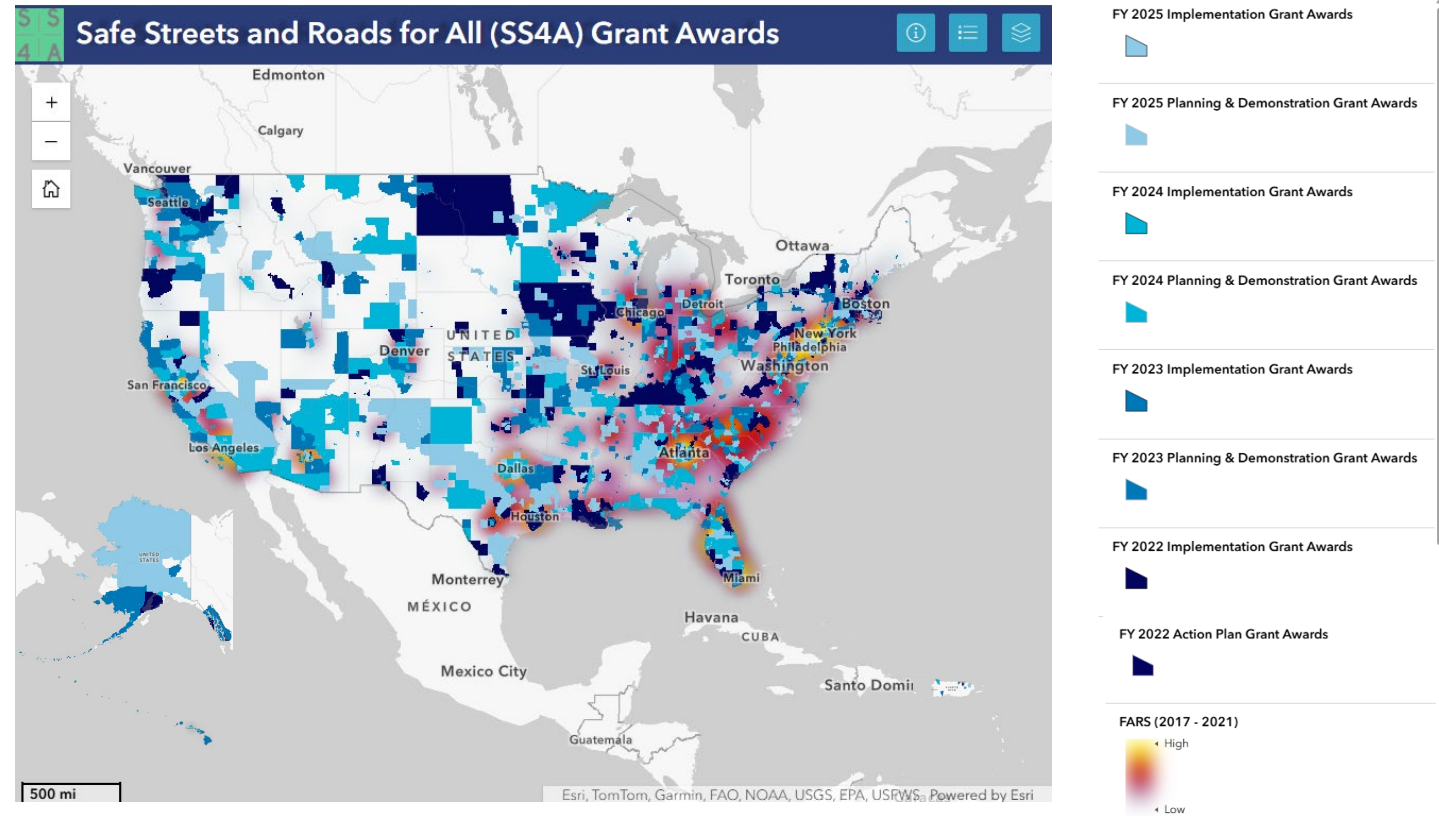 S S
4 A
Safe Streets and Roads for All (SS4A) Grant Awards
Edmonton
Calgary
Vancouver
Seattle
Ottawa
Toronto
Boston
Detroit
Chicago
New York
Philadelphia
UNITED
STATES
Denver
St. Louis
Washington
San Francisco
Los Angeles
Atlanta
Dallas
Houston
UNITED
STATES
Monterrey
Miami
MÉXICO
Havana
CUBA
Mexico City
Santo Domin
Guatemala
500 mi
Esri, TomTom, Garmin, FAO, NOAA, USGS, EPA, USFWS
Powered by Esri
FY 2025 Implementation Grant Awards
FY 2025 Planning & Demonstration Grant Awards
FY 2024 Implementation Grant Awards
FY 2024 Planning & Demonstration Grant Awards
FY 2023 Implementation Grant Awards
FY 2023 Planning & Demonstration Grant Awards
FY 2022 Implementation Grant Awards
FY 2022 Action Plan Grant Awards
FARS (2017 - 2021)
High
Low